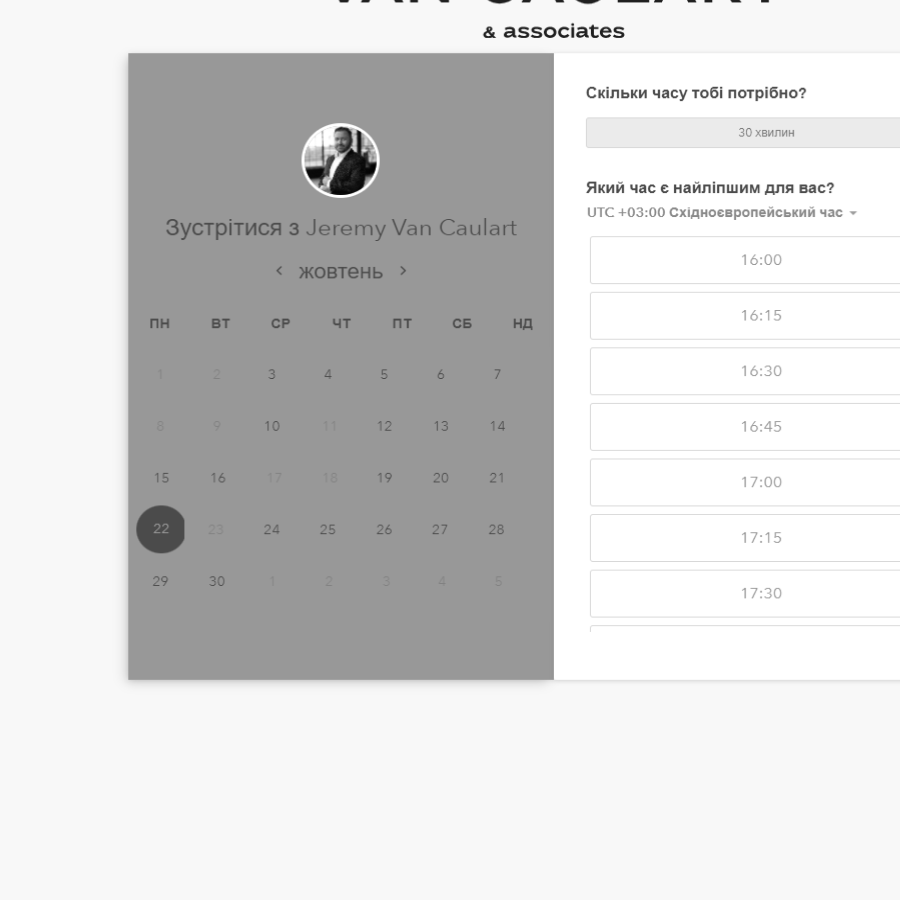 VAN CAULART
& associates
Зустрітися з Jeremy Van Caulart
жовтень
ПН ВТ СР ЧТ ПТ СБ НД
1 2 3 4 5 6 7
8 9 10 11 12 13 14
15 16 17 18 19 20 21
22 23 24 25 26 27 28
29 30 1 2 3 4 5
Скільки часу тобі потрібно?
30 хвилин
Який час є найліпшим для вас?
UTC +03:00 Східноєвропейський час
16:00
16:15
16:30
16:45
17:00
17:15
17:30